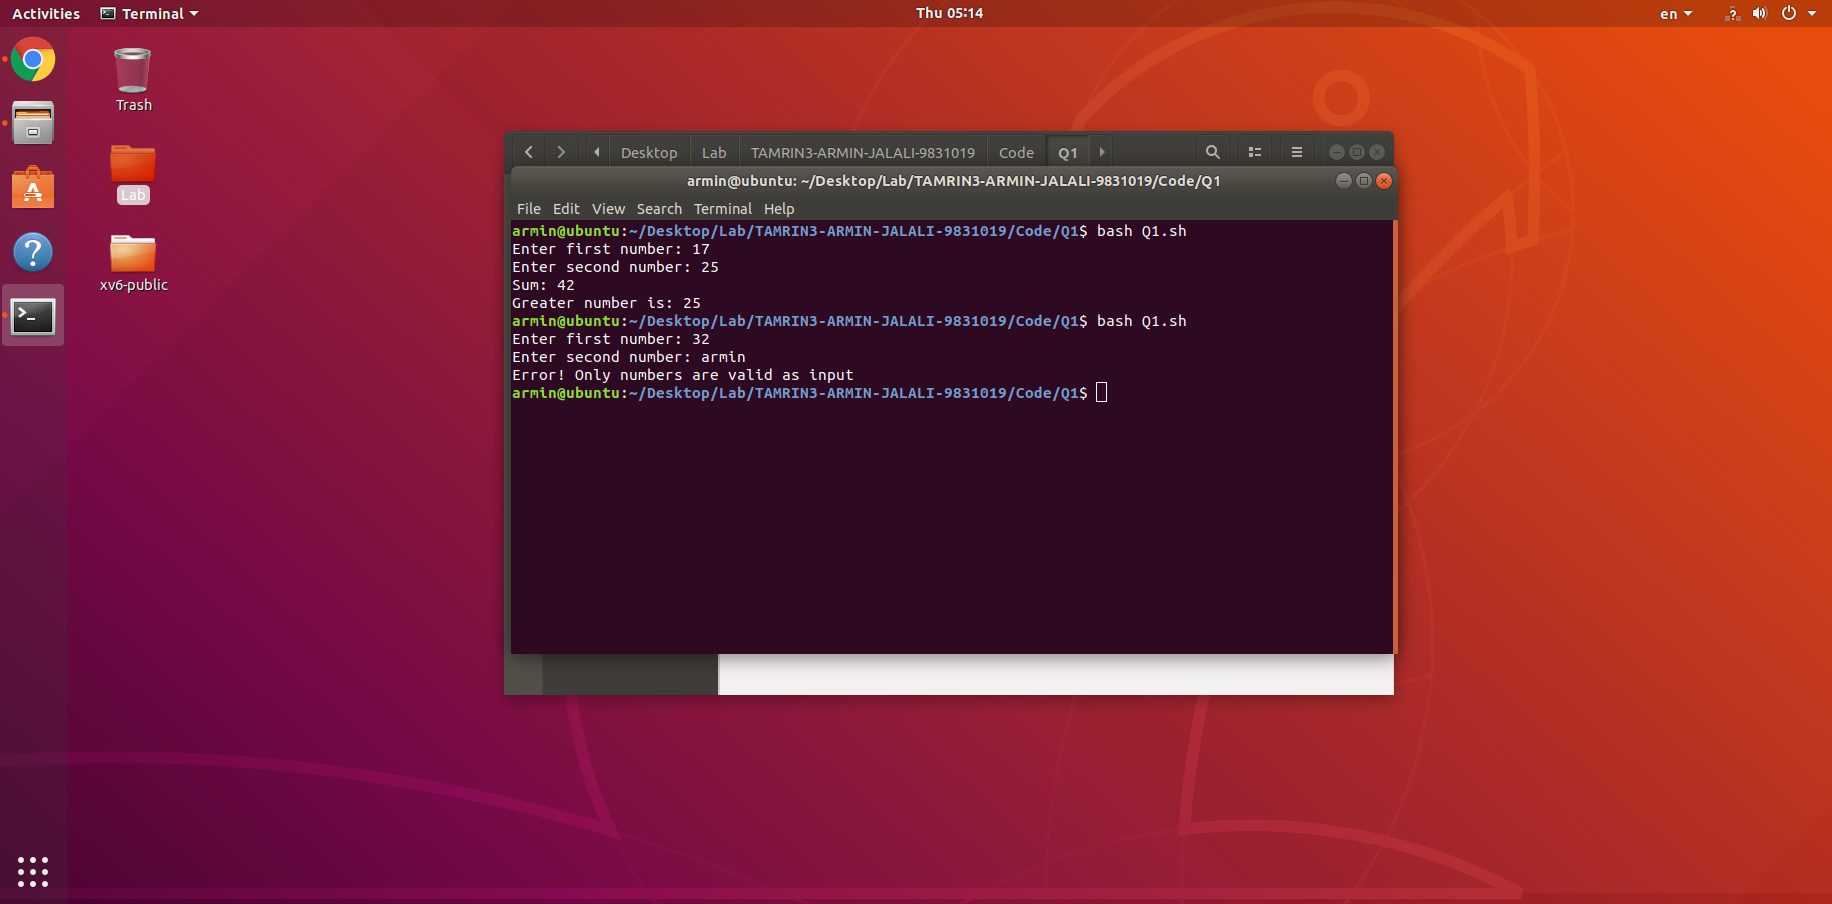 Activities Terminal Thu 05:14 en
Trash
Lab
xv6-public
Desktop Lab TAMRIN3-ARMIN-JALALI-9831019 Code Q1
armin@ubuntu: ~/Desktop/Lab/TAMRIN3-ARMIN-JALALI-9831019/Code/Q1
File Edit View Search Terminal Help
armin@ubuntu:~/Desktop/Lab/TAMRIN3-ARMIN-JALALI-9831019/Code/Q1$ bash Q1.sh
Enter first number: 17
Enter second number: 25
Sum: 42
Greater number is: 25
armin@ubuntu:~/Desktop/Lab/TAMRIN3-ARMIN-JALALI-9831019/Code/Q1$ bash Q1.sh
Enter first number: 32
Enter second number: armin
Error! Only numbers are valid as input
armin@ubuntu:~/Desktop/Lab/TAMRIN3-ARMIN-JALALI-9831019/Code/Q1$